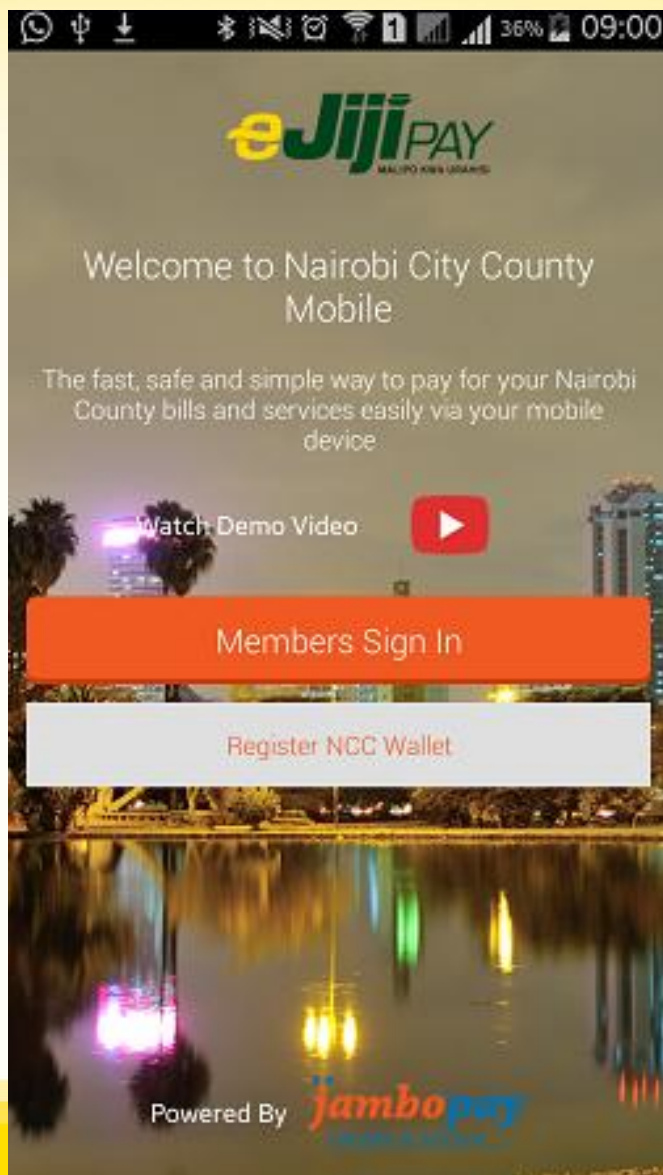 1 36% 09:00
eJijiPAY
MALIPO KWA URAHISI
Welcome to Nairobi City County
Mobile
The fast, safe and simple way to pay for your Nairobi
County bills and services easily via your mobile
device
Watch Demo Video
Members Sign In
Register NCC Wallet
Powered By jambopay